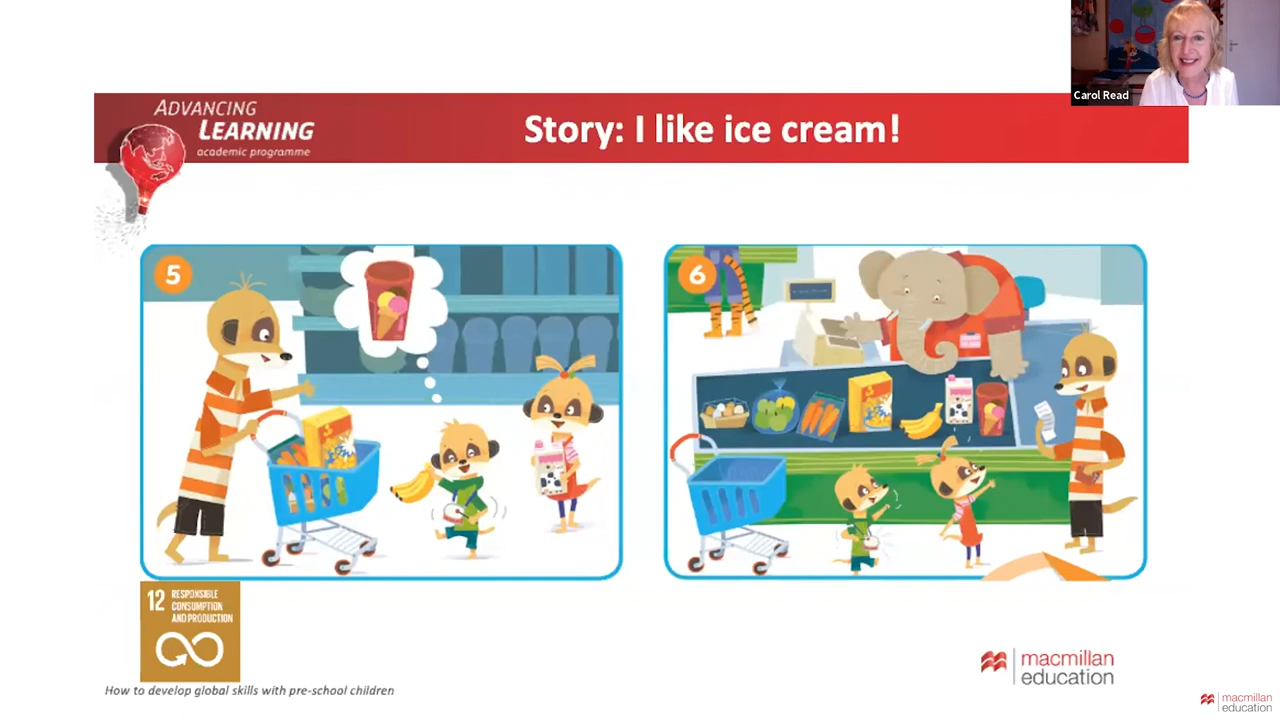 Carol Read
ADVANCING
LEARNING
academic programme
Story: I like ice cream!
5
6
12 RESPONSIBLE
CONSUMPTION
AND PRODUCTION
How to develop global skills with pre-school children
macmillan
education
macmillan
education